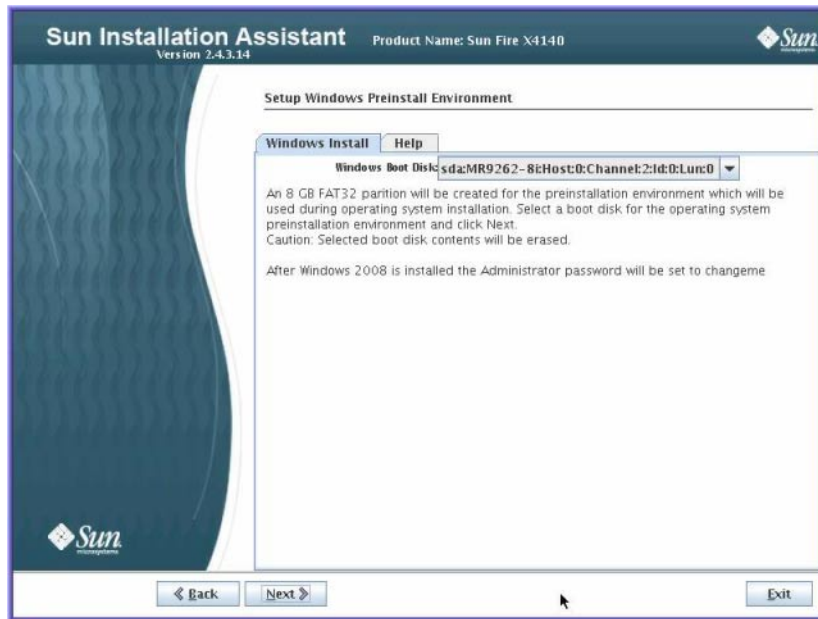 Sun Installation Assistant
Version 2.4.3.14
Product Name: Sun Fire X4140
Sun
microsystems
Setup Windows Preinstall Environment
Windows Install
Help
Windows Boot Disk:
sda:MR9262-8i:Host:0:Channel:2:Id:0:Lun:0
An 8 GB FAT32 parition will be created for the preinstallation environment which will be
used during operating system installation. Select a boot disk for the operating system
preinstallation environment and click Next.
Caution: Selected boot disk contents will be erased.
After Windows 2008 is installed the Administrator password will be set to changeme
Sun
microsystems
Back
Next
Exit